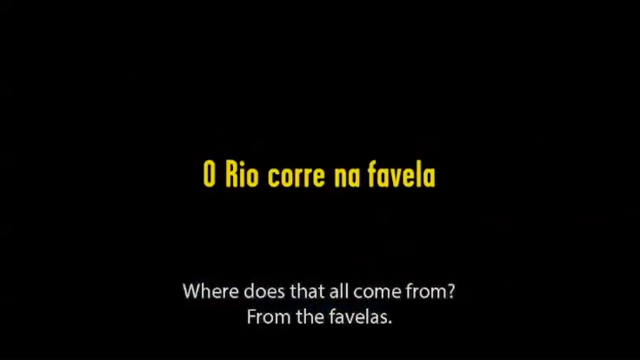 O Rio corre na favela
Where does that all come from?
From the favelas.